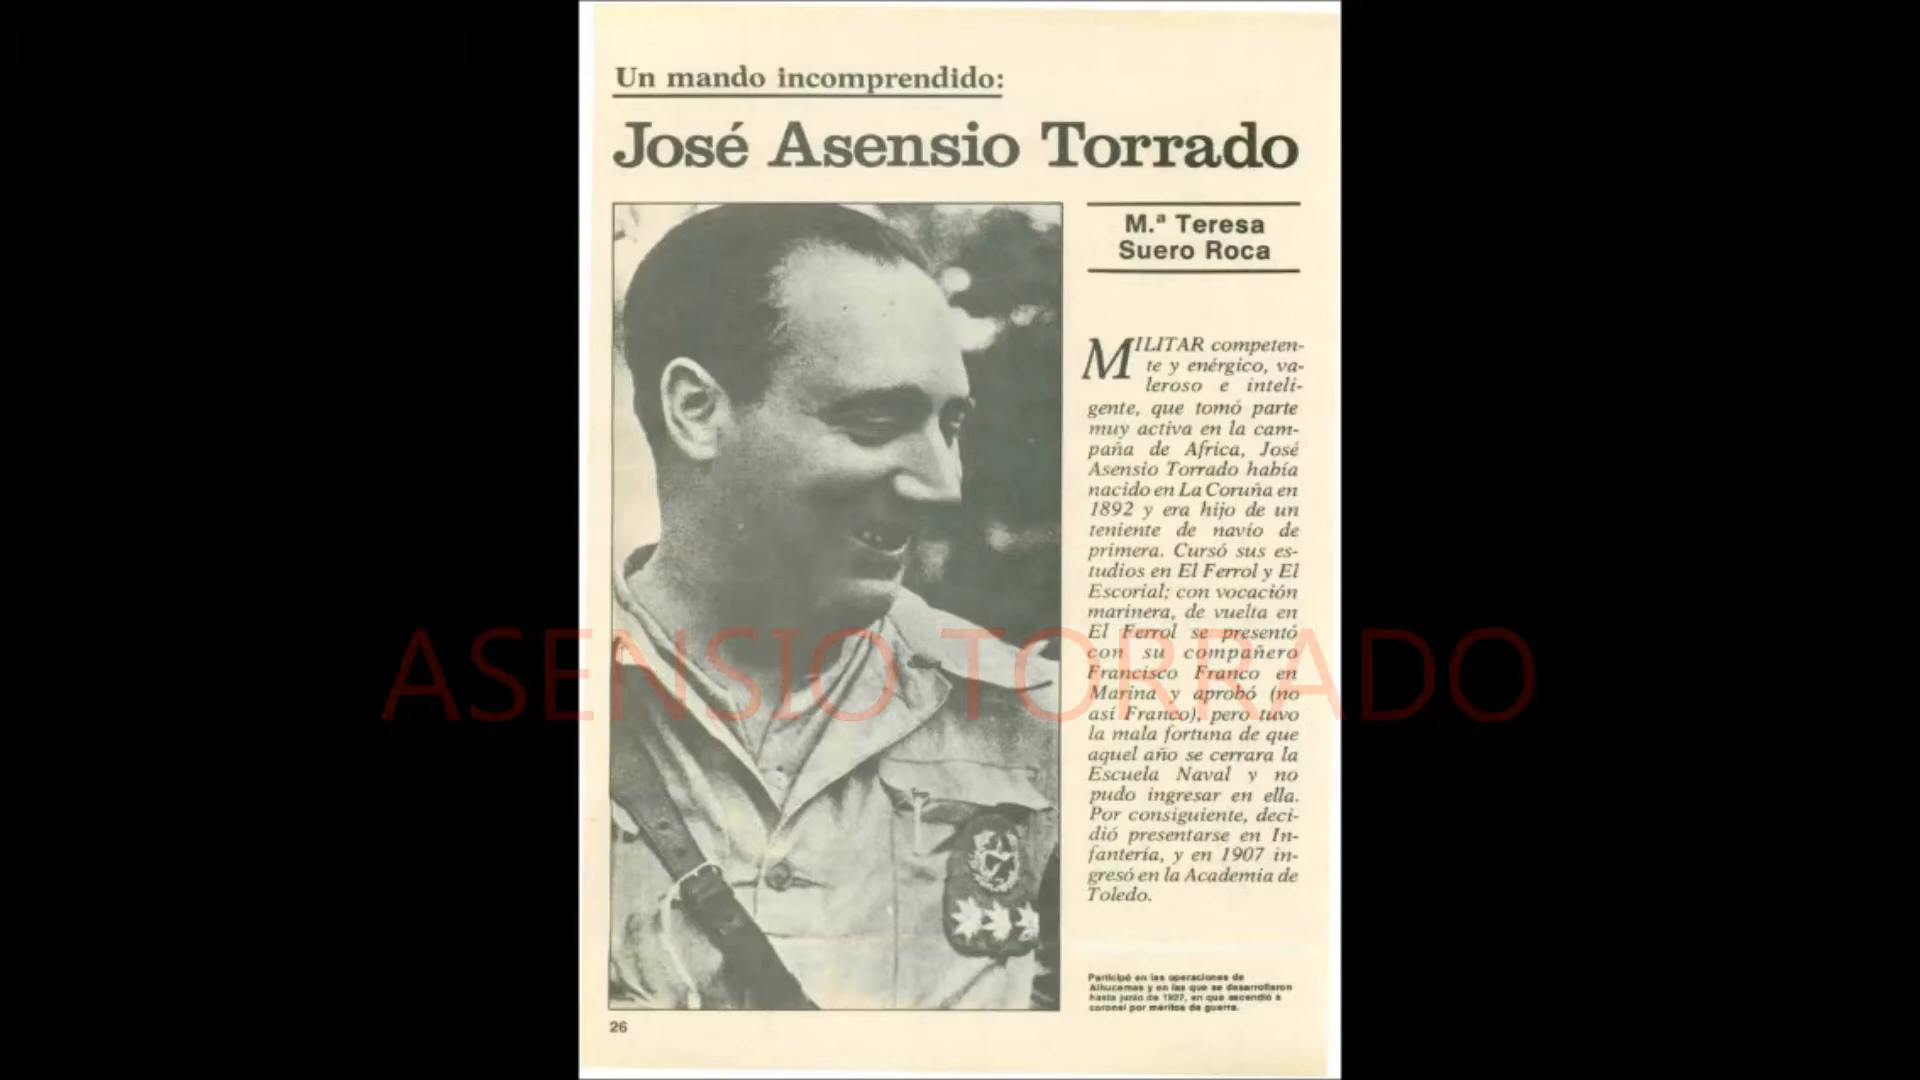 Un mando incomprendido:
José Asensio Torrado
M.ª Teresa
Suero Roca
MILITAR competen-
te y enérgico, va-
leroso e inteli-
gente, que tomó parte
muy activa en la cam-
paña de Africa, José
Asensio Torrado había
nacido en La Coruña en
1892 y era hijo de un
teniente de navío de
primera. Cursó sus es-
tudios en El Ferrol y El
Escorial; con vocación
marinera, de vuelta en
El Ferrol se presentó
con su compañero
Francisco Franco en
Marina y aprobó (no
así Franco), pero tuvo
la mala fortuna de que
aquel año se cerrara la
Escuela Naval y no
pudo ingresar en ella.
Por consiguiente, deci-
dió presentarse en In-
fantería, y en 1907 in-
gresó en la Academia de
Toledo.
ASENSIO TORRADO
Participó en las operaciones de
Alhucemas y en las que se desarrollaron
hasta junio de 1927, en que ascendió a
coronel por méritos de guerra.
26